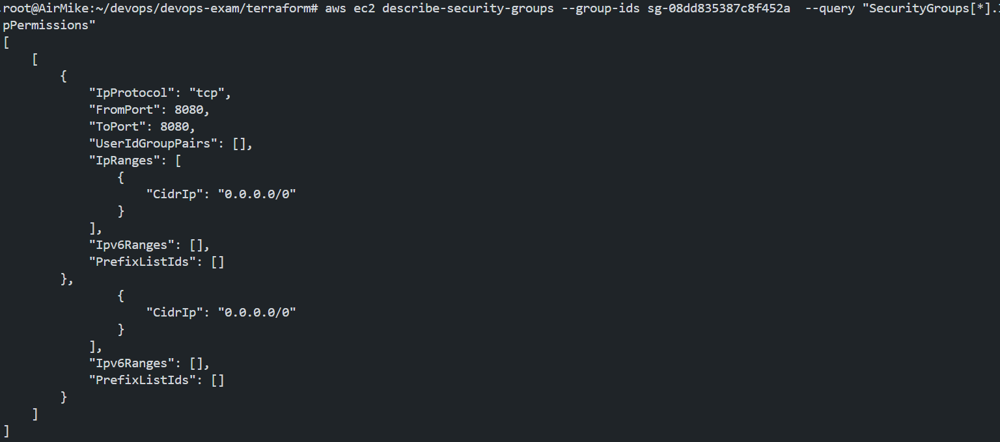 root@AirMike:~/devops/devops-exam/terraform# aws ec2 describe-security-groups --group-ids sg-08dd835387c8f452a  --query "SecurityGroups[*].I
pPermissions"
[
    [
        {
            "IpProtocol": "tcp",
            "FromPort": 8080,
            "ToPort": 8080,
            "UserIdGroupPairs": [],
            "IpRanges": [
                {
                    "CidrIp": "0.0.0.0/0"
                }
            ],
            "Ipv6Ranges": [],
            "PrefixListIds": []
        },
                {
                    "CidrIp": "0.0.0.0/0"
                }
            ],
            "Ipv6Ranges": [],
            "PrefixListIds": []
        }
    ]
]